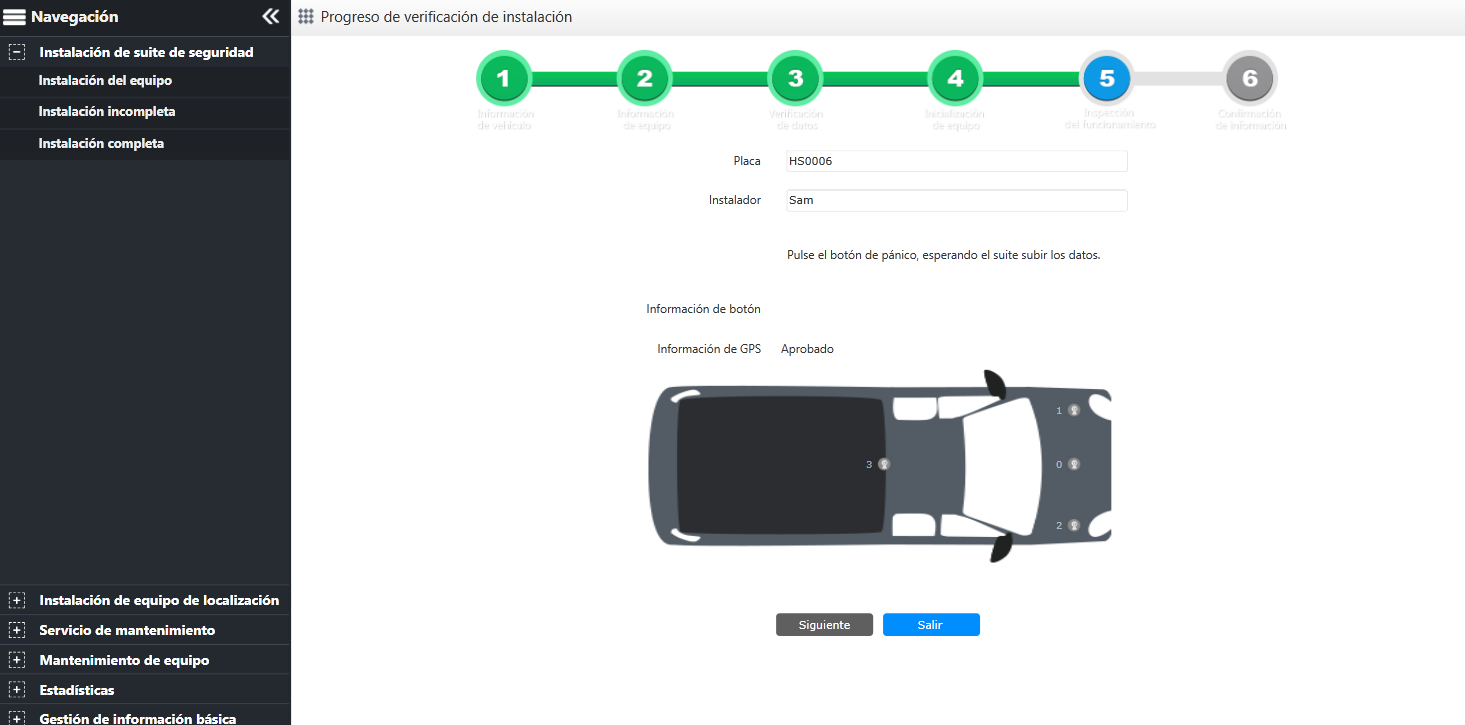 Navegación
Progreso de verificación de instalación
Instalación de suite de seguridad
Instalación del equipo
Instalación incompleta
Instalación completa
1 2 3 4 5 6
Información de vehículo
Información de equipo
Verificación de datos
Inicialización de equipo
Inspección del funcionamiento
Confirmación de información
Placa HS0006
Instalador Sam
Pulse el botón de pánico, esperando el suite subir los datos.
Información de botón
Información de GPS Aprobado
1
3 0
2
Siguiente Salir
Instalación de equipo de localización
Servicio de mantenimiento
Mantenimiento de equipo
Estadísticas
Gestión de información básica